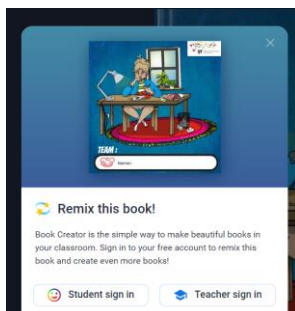 TEAM :
Name:
Remix this book!
Book Creator is the simple way to make beautiful books in
your classroom. Sign in to your free account to remix this
book and create even more books!
Student sign in
Teacher sign in